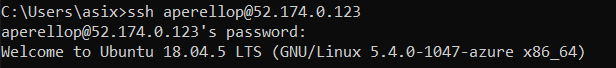 C:\Users\asix>ssh aperellop@52.174.0.123
aperellop@52.174.0.123's password:
Welcome to Ubuntu 18.04.5 LTS (GNU/Linux 5.4.0-1047-azure x86_64)